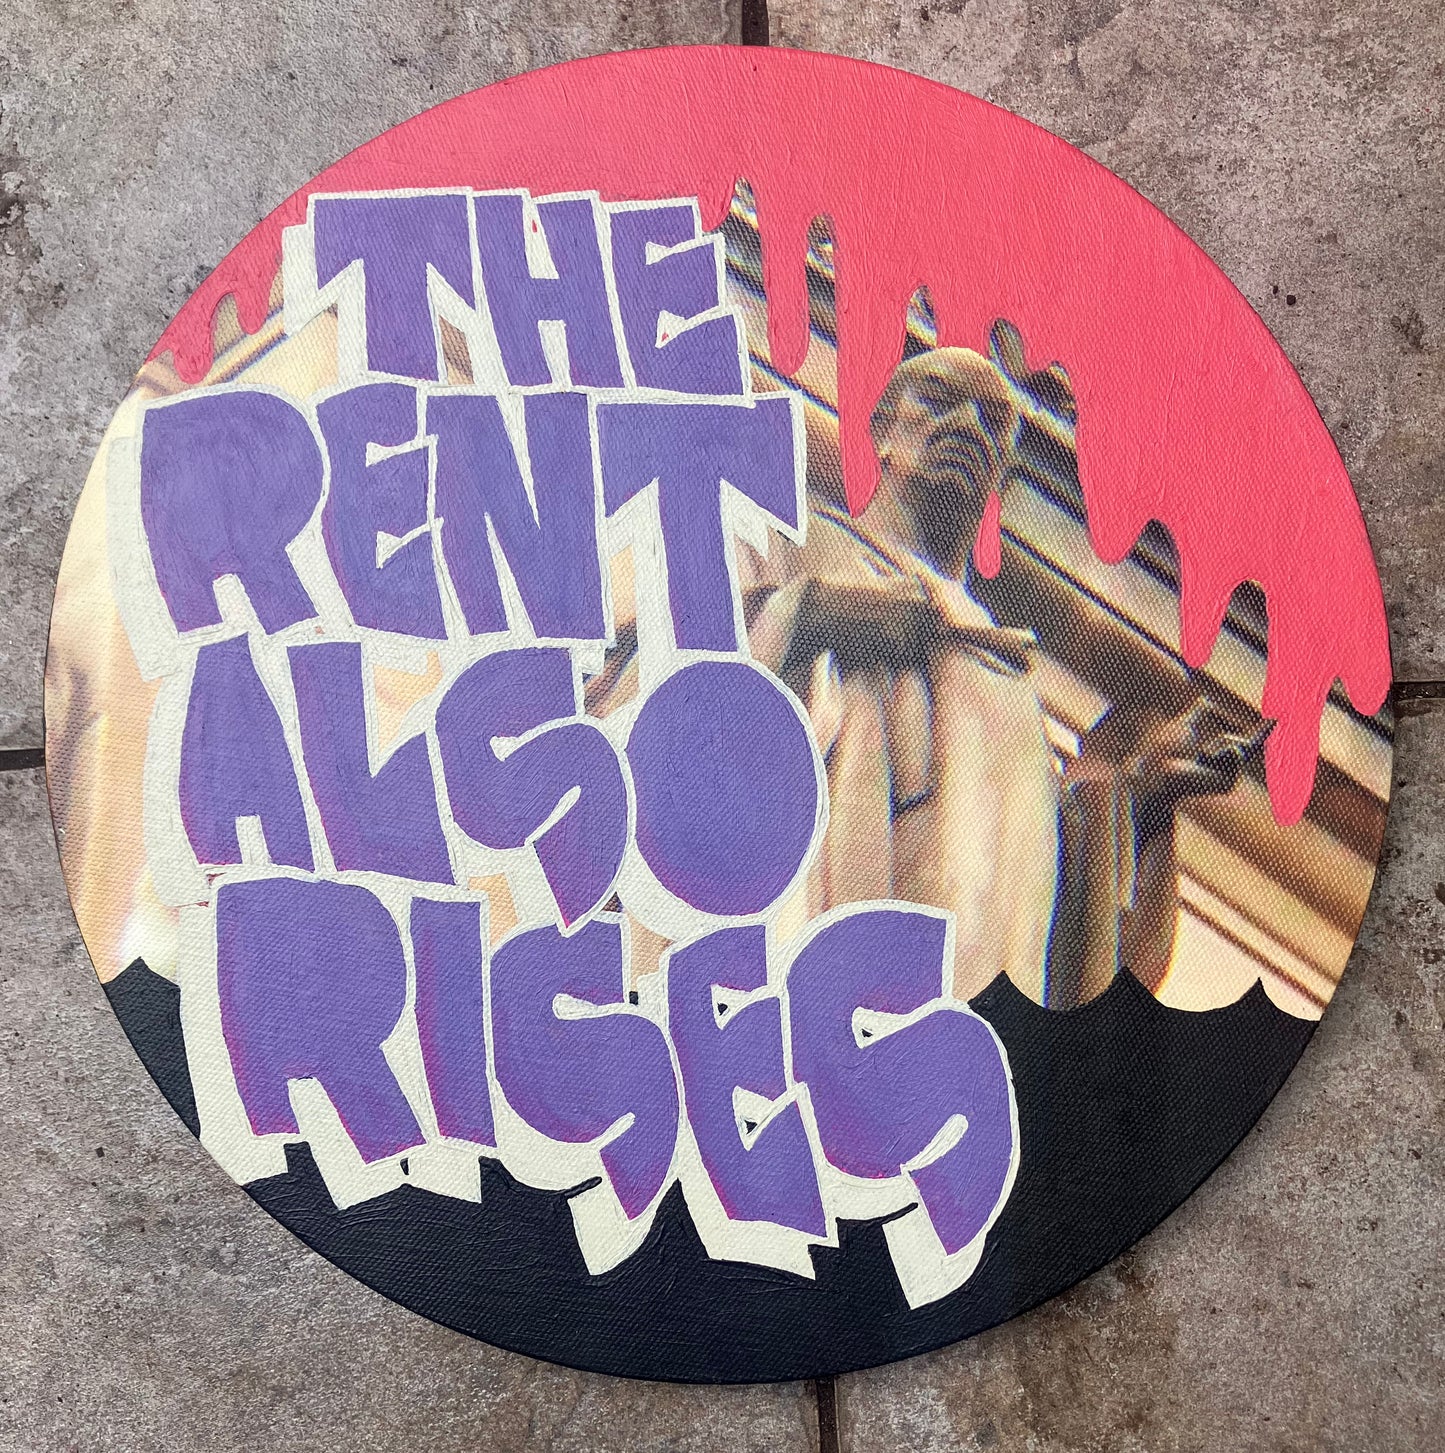 THE
RENT
ALSO
RISES